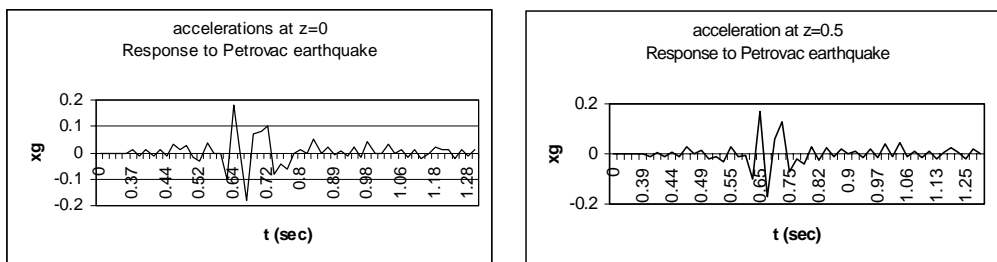 accelerations at z=0
Response to Petrovac earthquake
0.2
0.1
0
-0.1
-0.2
xg
0 0.37 0.44 0.52 0.64 0.72 0.8 0.89 0.98 1.06 1.18 1.28
t (sec)
acceleration at z=0.5
Response to Petrovac earthquake
0.2
0
-0.2
xg
0 0.39 0.44 0.49 0.55 0.65 0.75 0.82 0.9 0.97 1.06 1.13 1.25
t (sec)